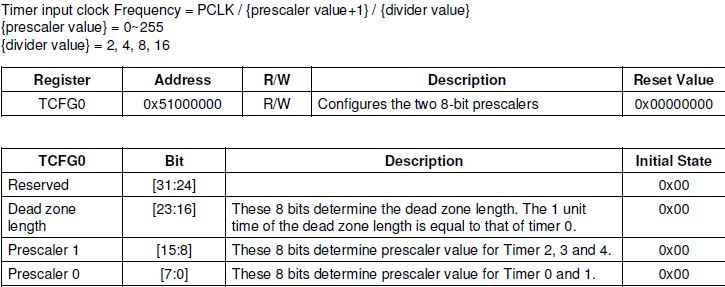 Timer input clock Frequency = PCLK / {prescaler value+1} / {divider value}
{prescaler value} = 0~255
{divider value} = 2, 4, 8, 16
Register Address R/W Description Reset Value
TCFG0 0x51000000 R/W Configures the two 8-bit prescalers 0x00000000
TCFG0 Bit Description Initial State
Reserved [31:24] 0x00
Dead zone length [23:16] These 8 bits determine the dead zone length. The 1 unit 0x00
time of the dead zone length is equal to that of timer 0.
Prescaler 1 [15:8] These 8 bits determine prescaler value for Timer 2, 3 and 4. 0x00
Prescaler 0 [7:0] These 8 bits determine prescaler value for Timer 0 and 1. 0x00